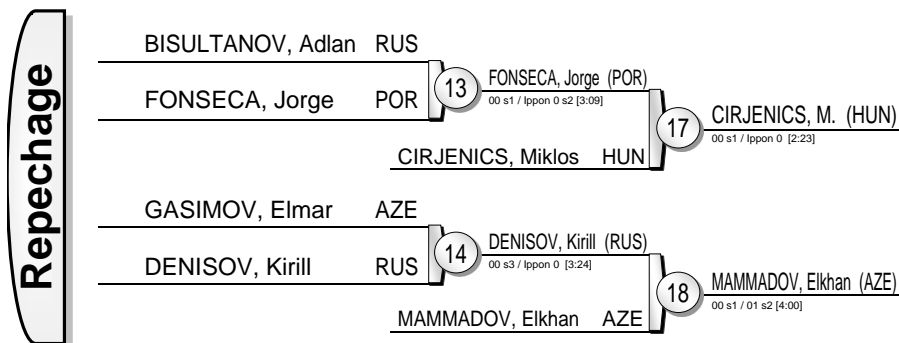 Repechage
BISULTANOV, Adlan RUS
FONSECA, Jorge POR
13
FONSECA, Jorge (POR)
00 s1 / Ippon 0 s2 [3:09]
CIRJENICS, Miklos HUN
17
CIRJENICS, M. (HUN)
00 s1 / Ippon 0 [2:23]
GASIMOV, Elmar AZE
DENISOV, Kirill RUS
14
DENISOV, Kirill (RUS)
00 s3 / Ippon 0 [3:24]
MAMMADOV, Elkhan AZE
18
MAMMADOV, Elkhan (AZE)
00 s1 / 01 s2 [4:00]